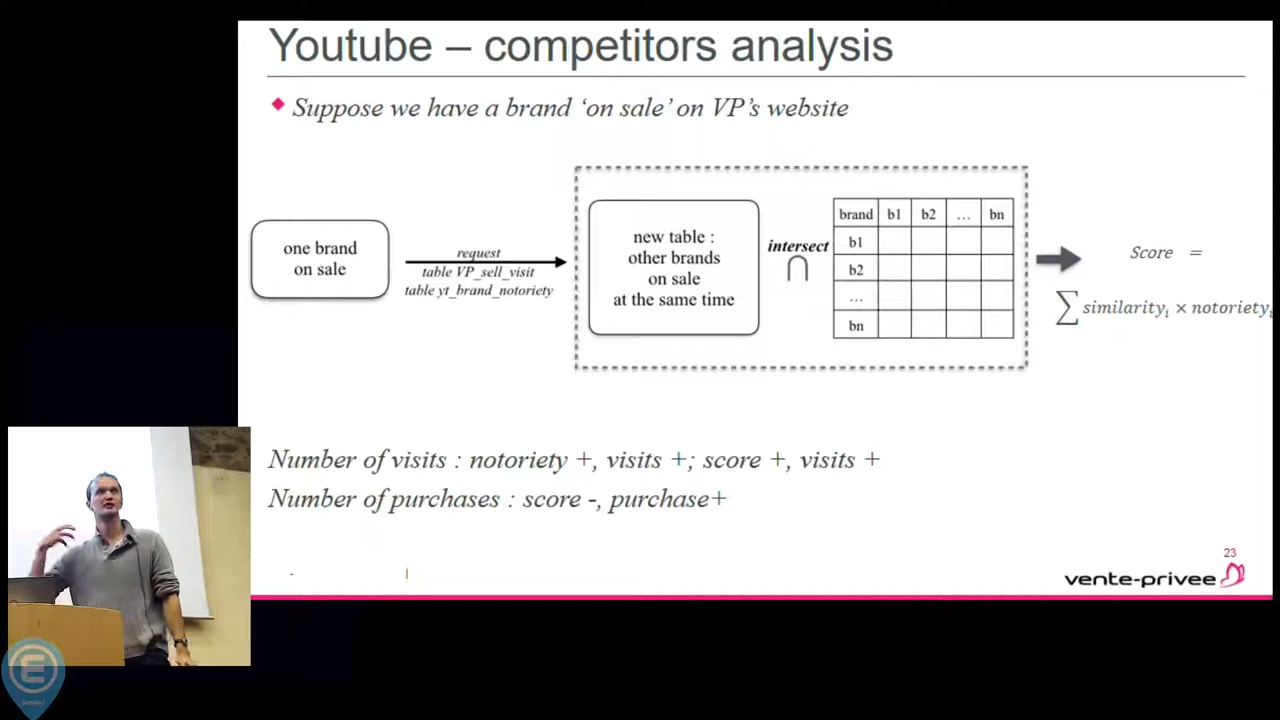 Youtube – competitors analysis
Suppose we have a brand ‘on sale’ on VP’s website
one brand
on sale
request
table VP_sell_visit
table yt_brand_notoriety
new table :
other brands
on sale
at the same time
intersect
∩
brand b1 b2 … bn
b1
b2
…
bn
Score =
∑ similarityᵢ × notorietyᵢ
Number of visits : notoriety +, visits +; score +, visits +
Number of purchases : score -, purchase+
23
vente-privee
E